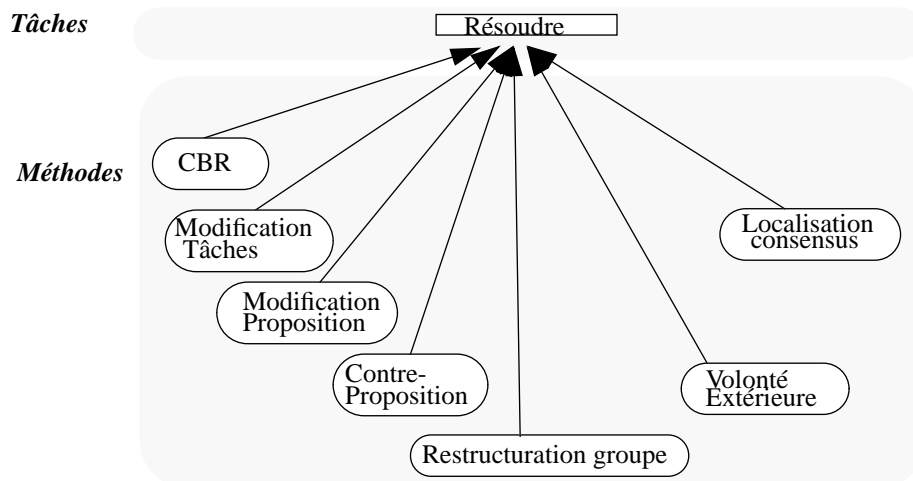 Tâches
Résoudre
Méthodes
CBR
Modification
Tâches
Localisation
consensus
Modification
Proposition
Contre-
Proposition
Volonté
Extérieure
Restructuration groupe